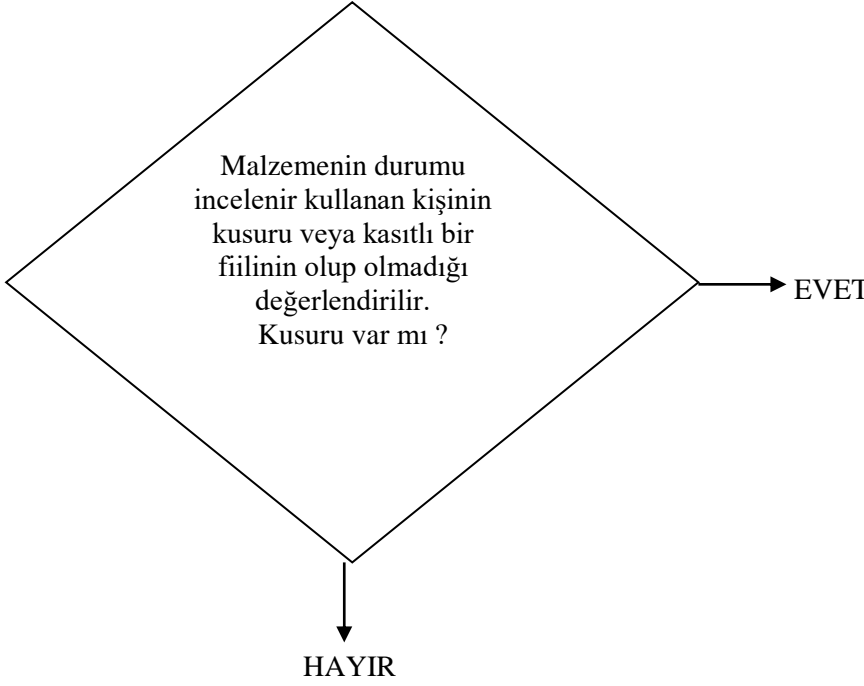 Malzemenin durumu
incelenir kullanan kişinin
kusuru veya kasıtlı bir
fiilinin olup olmadığı
değerlendirilir.
Kusuru var mı ?
EVET
HAYIR